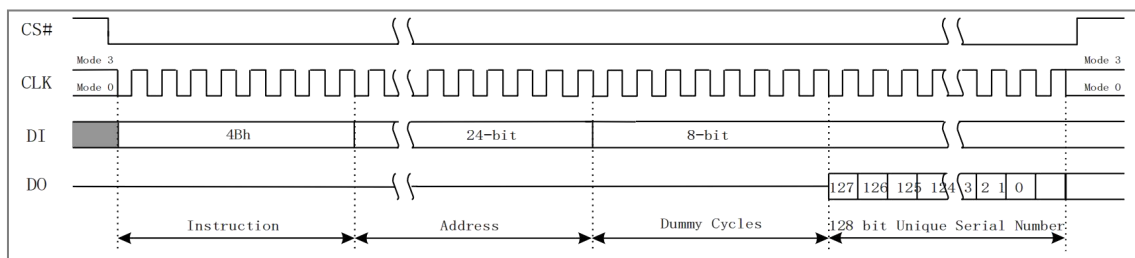 CS#
Mode 3 Mode 3
CLK
Mode 0 Mode 0
DI 4Bh 24-bit 8-bit
DO 127 126 125 124 3 2 1 0
Instruction Address Dummy Cycles 128 bit Unique Serial Number